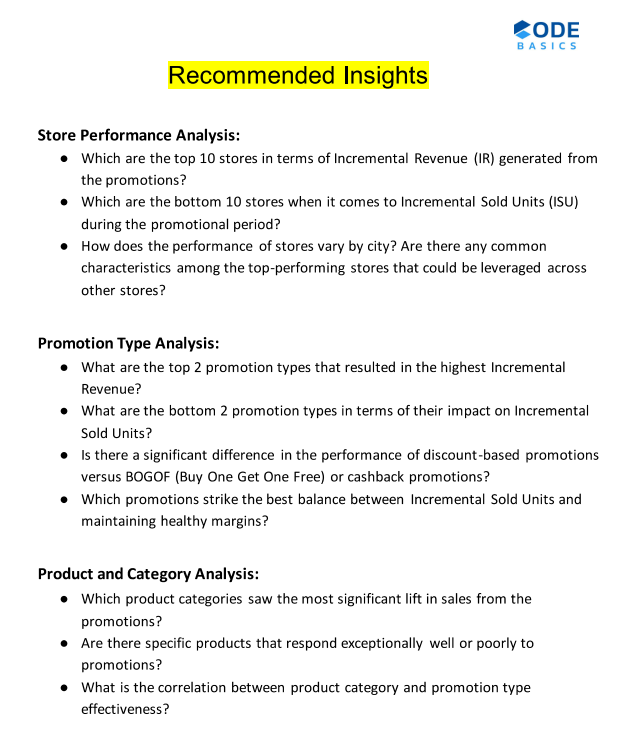 CODE
BASICS
Recommended Insights
Store Performance Analysis:
● Which are the top 10 stores in terms of Incremental Revenue (IR) generated from
the promotions?
● Which are the bottom 10 stores when it comes to Incremental Sold Units (ISU)
during the promotional period?
● How does the performance of stores vary by city? Are there any common
characteristics among the top-performing stores that could be leveraged across
other stores?
Promotion Type Analysis:
● What are the top 2 promotion types that resulted in the highest Incremental
Revenue?
● What are the bottom 2 promotion types in terms of their impact on Incremental
Sold Units?
● Is there a significant difference in the performance of discount-based promotions
versus BOGOF (Buy One Get One Free) or cashback promotions?
● Which promotions strike the best balance between Incremental Sold Units and
maintaining healthy margins?
Product and Category Analysis:
● Which product categories saw the most significant lift in sales from the
promotions?
● Are there specific products that respond exceptionally well or poorly to
promotions?
● What is the correlation between product category and promotion type
effectiveness?